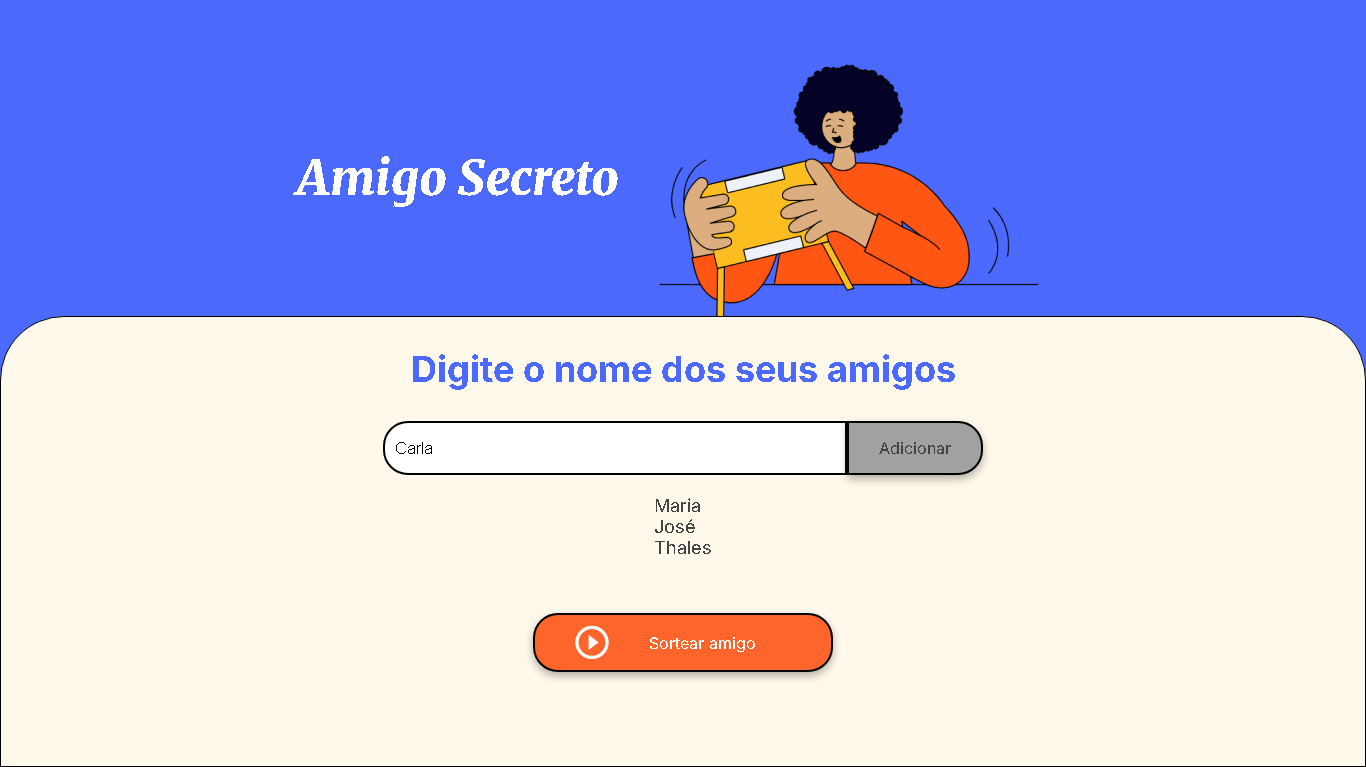 Amigo Secreto
Digite o nome dos seus amigos
Carla
Adicionar
Maria
José
Thales
Sortear amigo